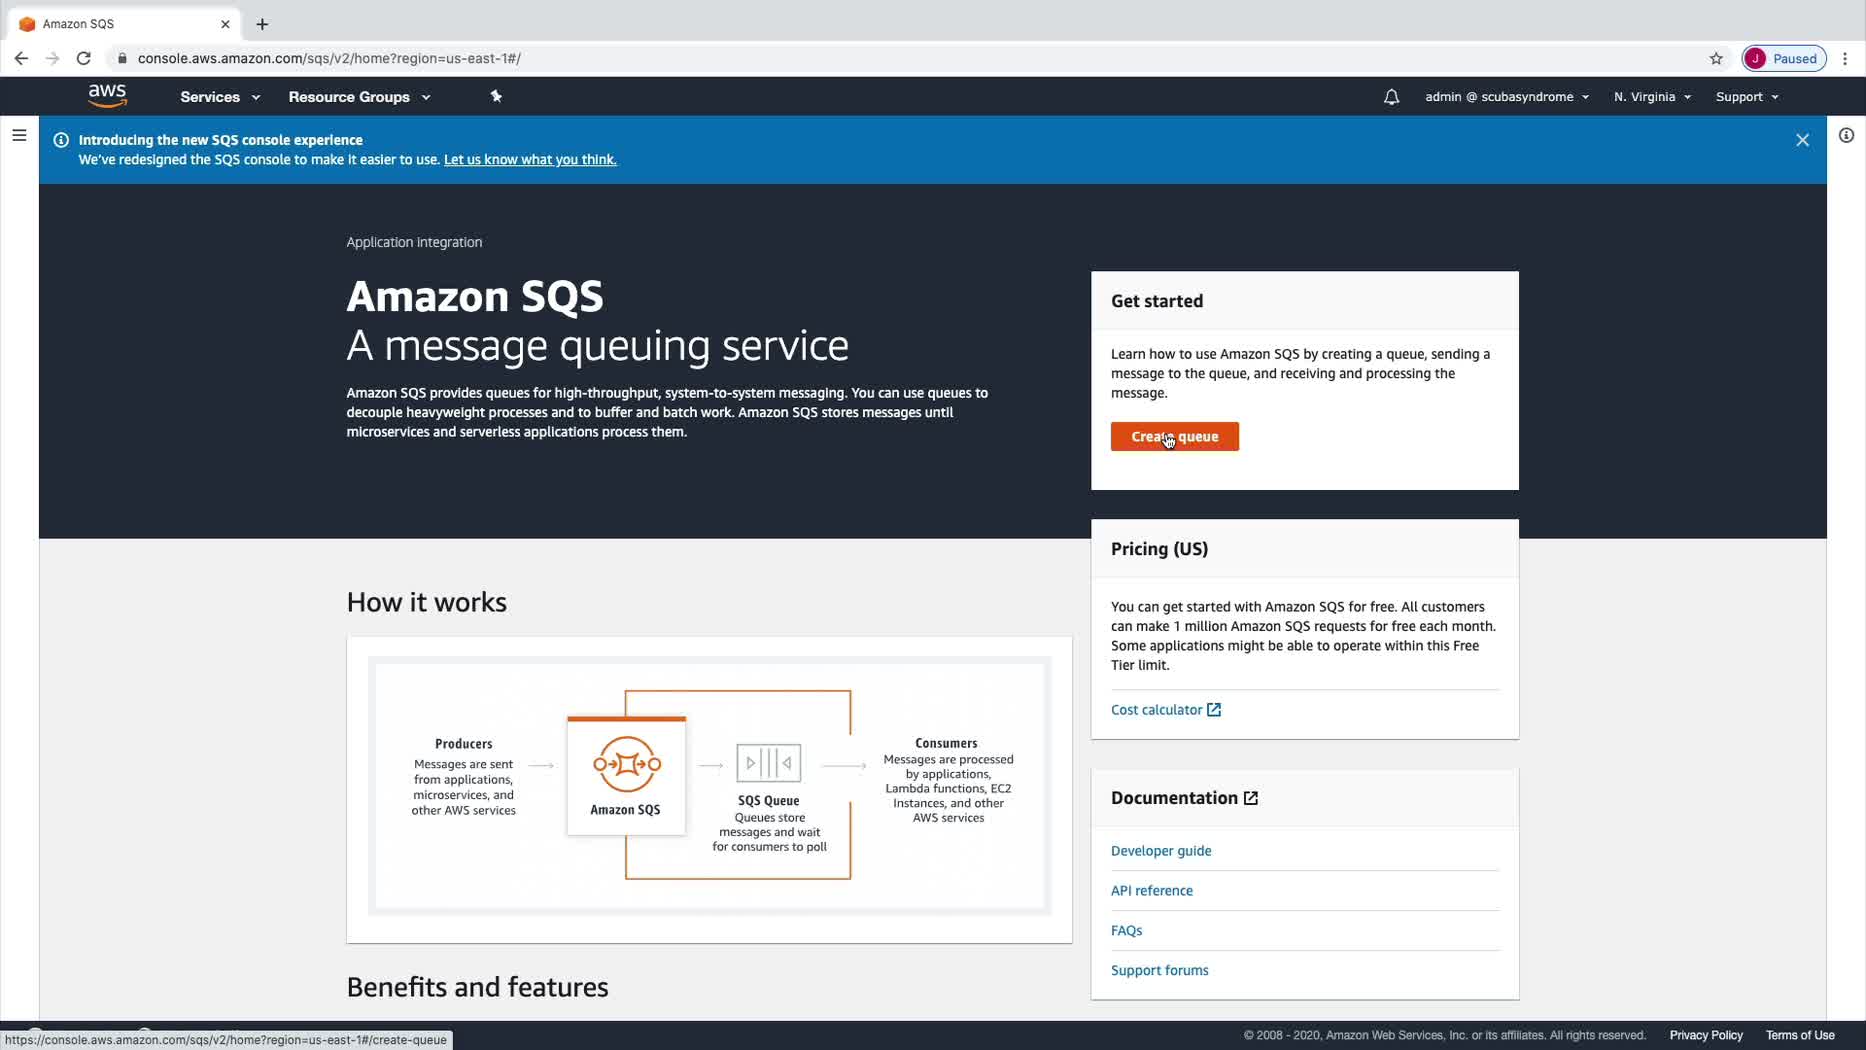 Amazon SQS
console.aws.amazon.com/sqs/v2/home?region=us-east-1#/
J
Paused
aws
Services
Resource Groups
admin @ scubasyndrome
N. Virginia
Support
Introducing the new SQS console experience
We've redesigned the SQS console to make it easier to use. Let us know what you think.
Application integration
Amazon SQS
A message queuing service
Amazon SQS provides queues for high-throughput, system-to-system messaging. You can use queues to
decouple heavyweight processes and to buffer and batch work. Amazon SQS stores messages until
microservices and serverless applications process them.
Get started
Learn how to use Amazon SQS by creating a queue, sending a
message to the queue, and receiving and processing the
message.
Create queue
Pricing (US)
You can get started with Amazon SQS for free. All customers
can make 1 million Amazon SQS requests for free each month.
Some applications might be able to operate within this Free
Tier limit.
Cost calculator
How it works
Producers
Messages are sent
from applications,
microservices, and
other AWS services
Amazon SQS
SQS Queue
Queues store
messages and wait
for consumers to poll
Consumers
Messages are processed
by applications,
Lambda functions, EC2
Instances, and other
AWS services
Documentation
Developer guide
API reference
FAQs
Support forums
Benefits and features
https://console.aws.amazon.com/sqs/v2/home?region=us-east-1#/create-queue
© 2008 - 2020, Amazon Web Services, Inc. or its affiliates. All rights reserved.
Privacy Policy
Terms of Use